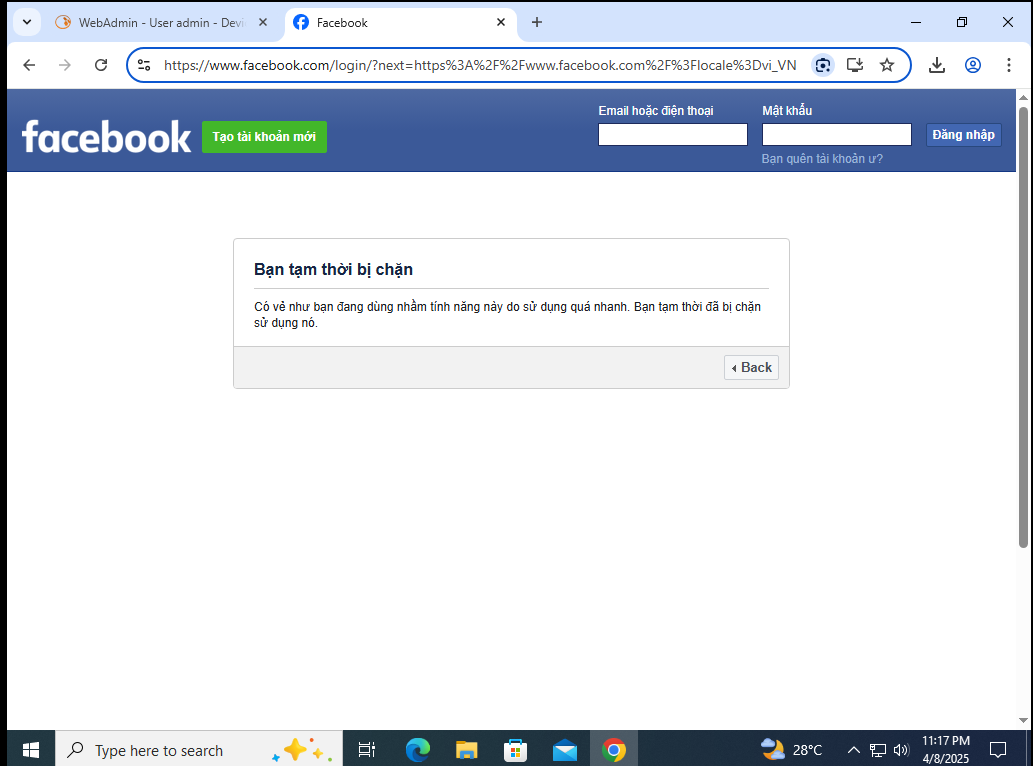 WebAdmin - User admin - Devi
Facebook
https://www.facebook.com/login/?next=https%3A%2F%2Fwww.facebook.com%2F%3Flocale%3Dvi_VN
facebook
Tạo tài khoản mới
Email hoặc điện thoại
Mật khẩu
Đăng nhập
Bạn quên tài khoản ư?
Bạn tạm thời bị chặn
Có vẻ như bạn đang dùng nhầm tính năng này do sử dụng quá nhanh. Bạn tạm thời đã bị chặn
sử dụng nó.
Back
Type here to search
28°C
11:17 PM
4/8/2025